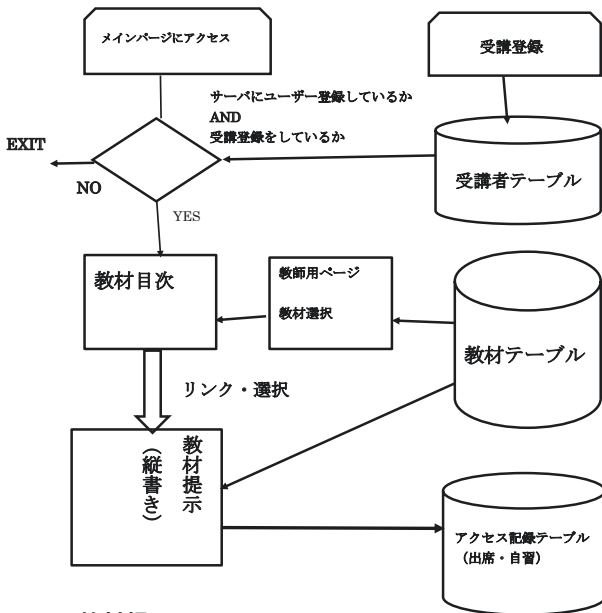 メインページにアクセス
受講登録
サーバにユーザー登録しているか
AND
受講登録をしているか
EXIT
NO
YES
受講者テーブル
教材目次
教師用ページ
教材選択
教材テーブル
リンク・選択
教材提示
（縦書き）
アクセス記録テーブル
（出席・自習）